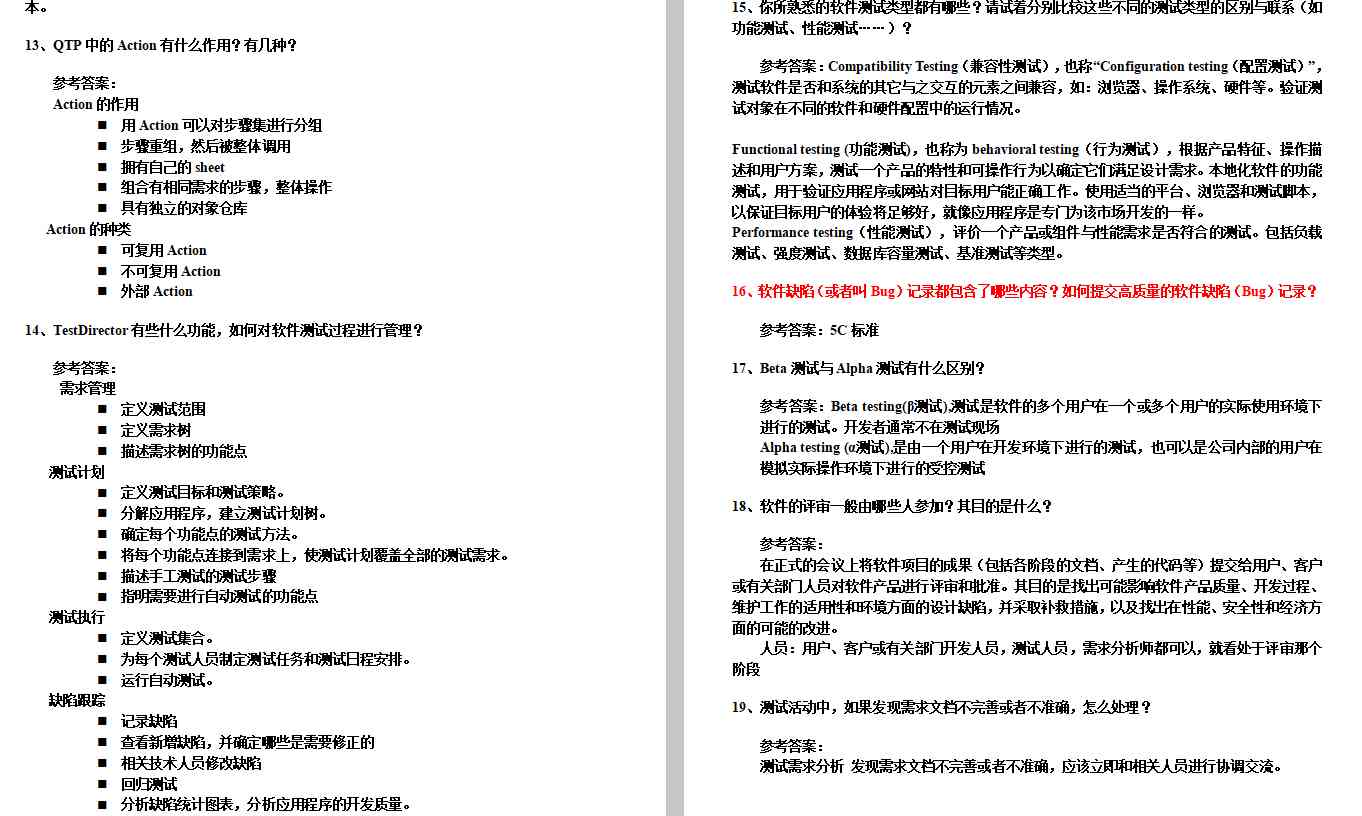 本。
13、QTP 中的 Action 有什么作用？有几种？
参考答案：
Action 的作用
■ 用 Action 可以对步骤集进行分组
■ 步骤重组，然后被整体调用
■ 拥有自己的 sheet
■ 组合有相同需求的步骤，整体操作
■ 具有独立的对象仓库
Action 的种类
■ 可复用 Action
■ 不可复用 Action
■ 外部 Action
14、TestDirector 有些什么功能，如何对软件测试过程进行管理？
参考答案：
需求管理
■ 定义测试范围
■ 定义需求树
■ 描述需求树的功能点
测试计划
■ 定义测试目标和测试策略。
■ 分解应用程序，建立测试计划树。
■ 确定每个功能点的测试方法。
■ 将每个功能点连接到需求上，使测试计划覆盖全部的测试需求。
■ 描述手工测试的测试步骤
■ 指明需要进行自动测试的功能点
测试执行
■ 定义测试集合。
■ 为每个测试人员制定测试任务和测试日程安排。
■ 运行自动测试。
缺陷跟踪
■ 记录缺陷
■ 查看新增缺陷，并确定哪些是需要修正的
■ 相关技术人员修改缺陷
■ 回归测试
■ 分析缺陷统计图表，分析应用程序的开发质量。
15、你所熟悉的软件测试类型都有哪些？请试着分别比较这些不同的测试类型的区别与联系（如
功能测试、性能测试……）？
参考答案：Compatibility Testing（兼容性测试），也称“Configuration testing（配置测试）”，
测试软件是否和系统的其它与之交互的元素之间兼容，如：浏览器、操作系统、硬件等。验证测
试对象在不同的软件和硬件配置中的运行情况。
Functional testing (功能测试)，也称为 behavioral testing（行为测试），根据产品特征、操作描
述和用户方案，测试一个产品的特性和可操作行为以确定它们满足设计需求。本地化软件的功能
测试，用于验证应用程序或网站对目标用户能正确工作。使用适当的平台、浏览器和测试脚本，
以保证目标用户的体验将足够好，就像应用程序是专门为该市场开发的一样。
Performance testing（性能测试），评价一个产品或组件与性能需求是否符合的测试。包括负载
测试、强度测试、数据库容量测试、基准测试等类型。
16、软件缺陷（或者叫 Bug）记录都包含了哪些内容？如何提交高质量的软件缺陷（Bug）记录？
参考答案：5C 标准
17、Beta 测试与 Alpha 测试有什么区别？
参考答案：Beta testing(β测试),测试是软件的多个用户在一个或多个用户的实际使用环境下
进行的测试。开发者通常不在测试现场
Alpha testing (α测试),是由一个用户在开发环境下进行的测试，也可以是公司内部的用户在
模拟实际操作环境下进行的受控测试
18、软件的评审一般由哪些人参加？其目的是什么？
参考答案：
在正式的会议上将软件项目的成果（包括各阶段的文档、产生的代码等）提交给用户、客户
或有关部门人员对软件产品进行评审和批准。其目的是找出可能影响软件产品质量、开发过程、
维护工作的适用性和环境方面的设计缺陷，并采取补救措施，以及找出在性能、安全性和经济方
面的可能的改进。
人员：用户、客户或有关部门开发人员，测试人员，需求分析师都可以，就看处于评审那个
阶段
19、测试活动中，如果发现需求文档不完善或者不准确，怎么处理？
参考答案：
测试需求分析 发现需求文档不完善或者不准确，应该立即和相关人员进行协调交流。